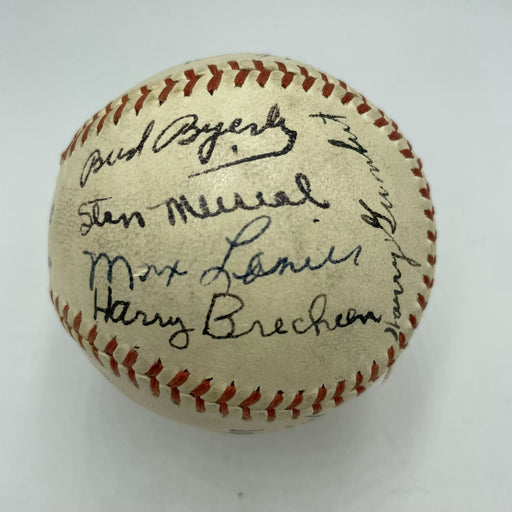 Bud Byerly
Stan Musial
Max Lanier
Harry Brecheen
Harry Gumbert